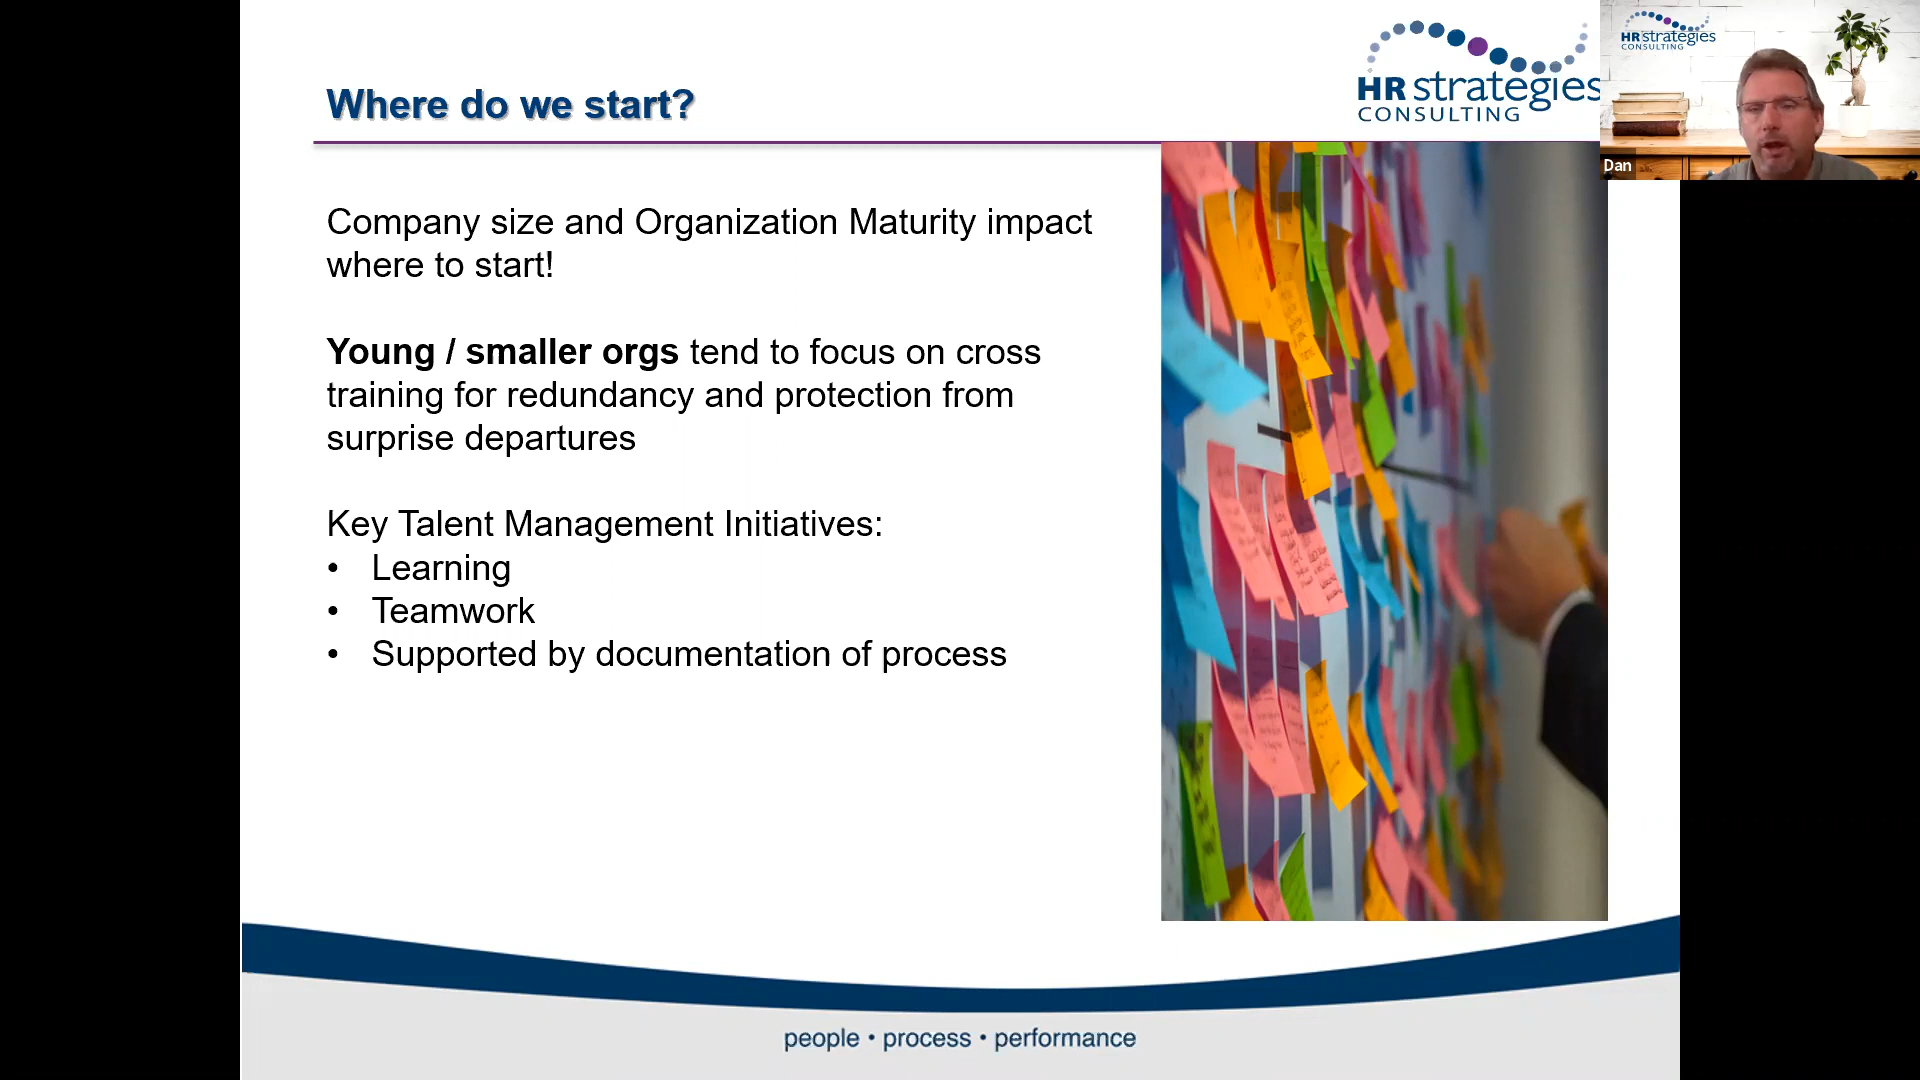 Where do we start?
HR strategies
CONSULTING
HRstrategies
CONSULTING
Dan
Company size and Organization Maturity impact
where to start!
Young / smaller orgs tend to focus on cross
training for redundancy and protection from
surprise departures
Key Talent Management Initiatives:
• Learning
• Teamwork
• Supported by documentation of process
people • process • performance